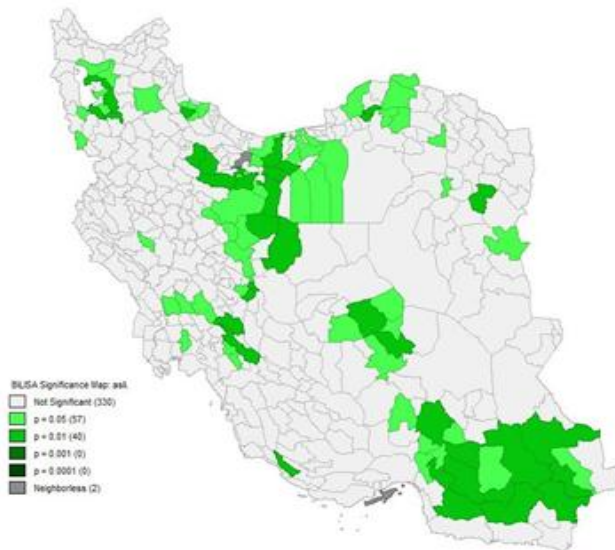 BiLISA Significance Map: asli,
Not Significant (330)
p = 0.05 (57)
p = 0.01 (40)
p = 0.001 (0)
p = 0.0001 (0)
Neighborless (2)